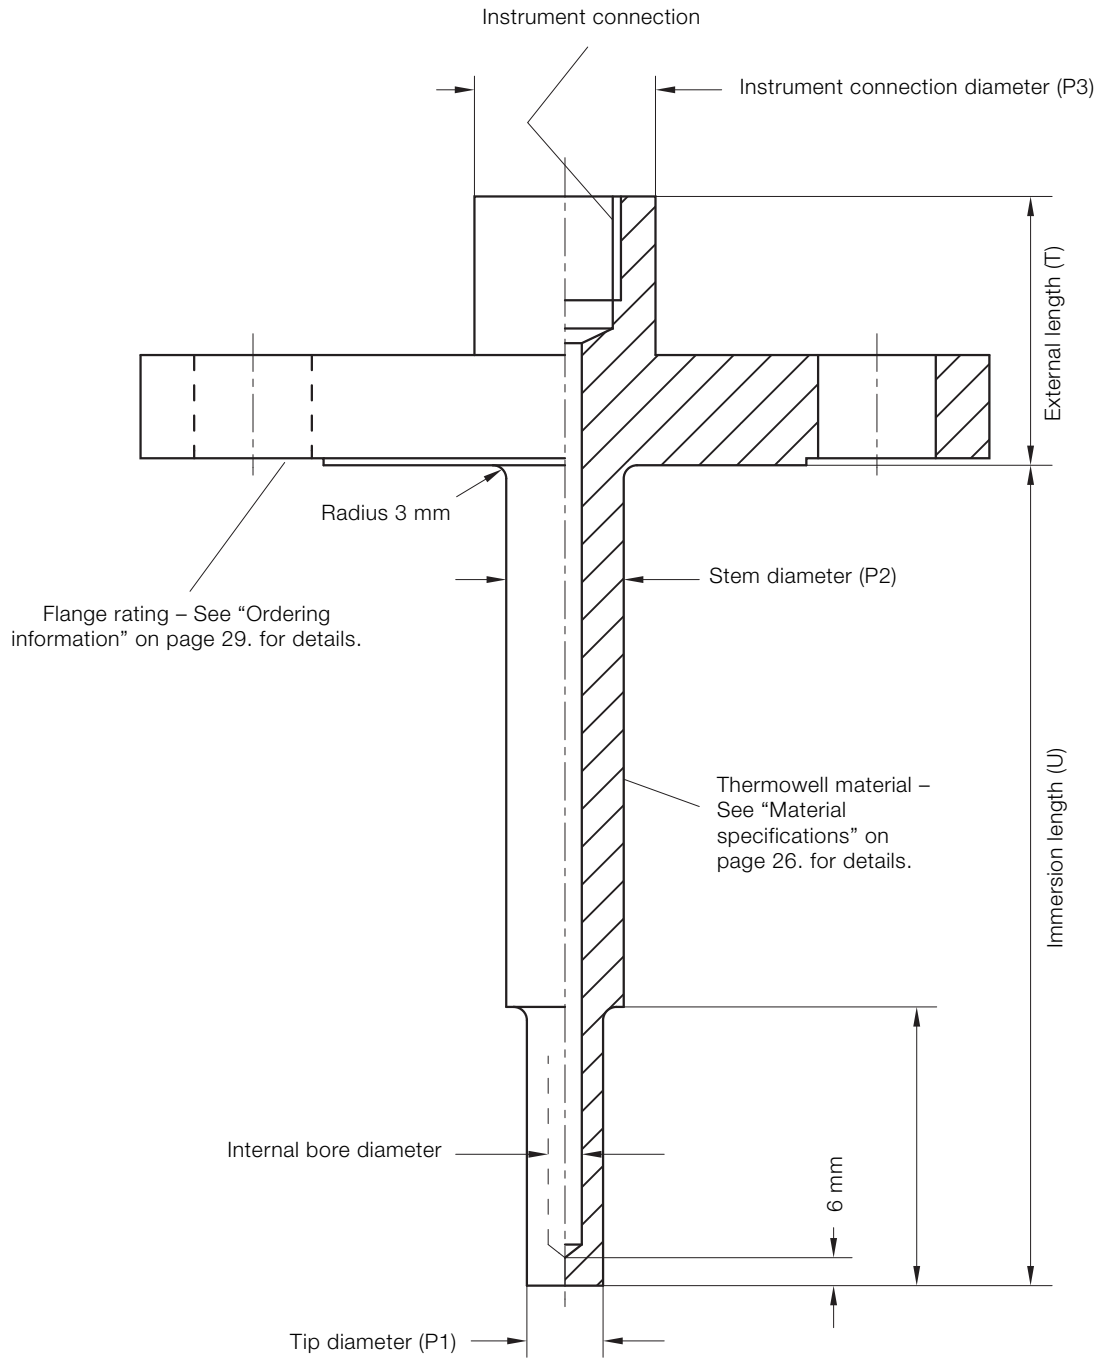 Instrument connection
Instrument connection diameter (P3)
External length (T)
Radius 3 mm
Stem diameter (P2)
Flange rating – See “Ordering
information” on page 29. for details.
Thermowell material –
See “Material
specifications” on
page 26. for details.
Immersion length (U)
Internal bore diameter
6 mm
Tip diameter (P1)